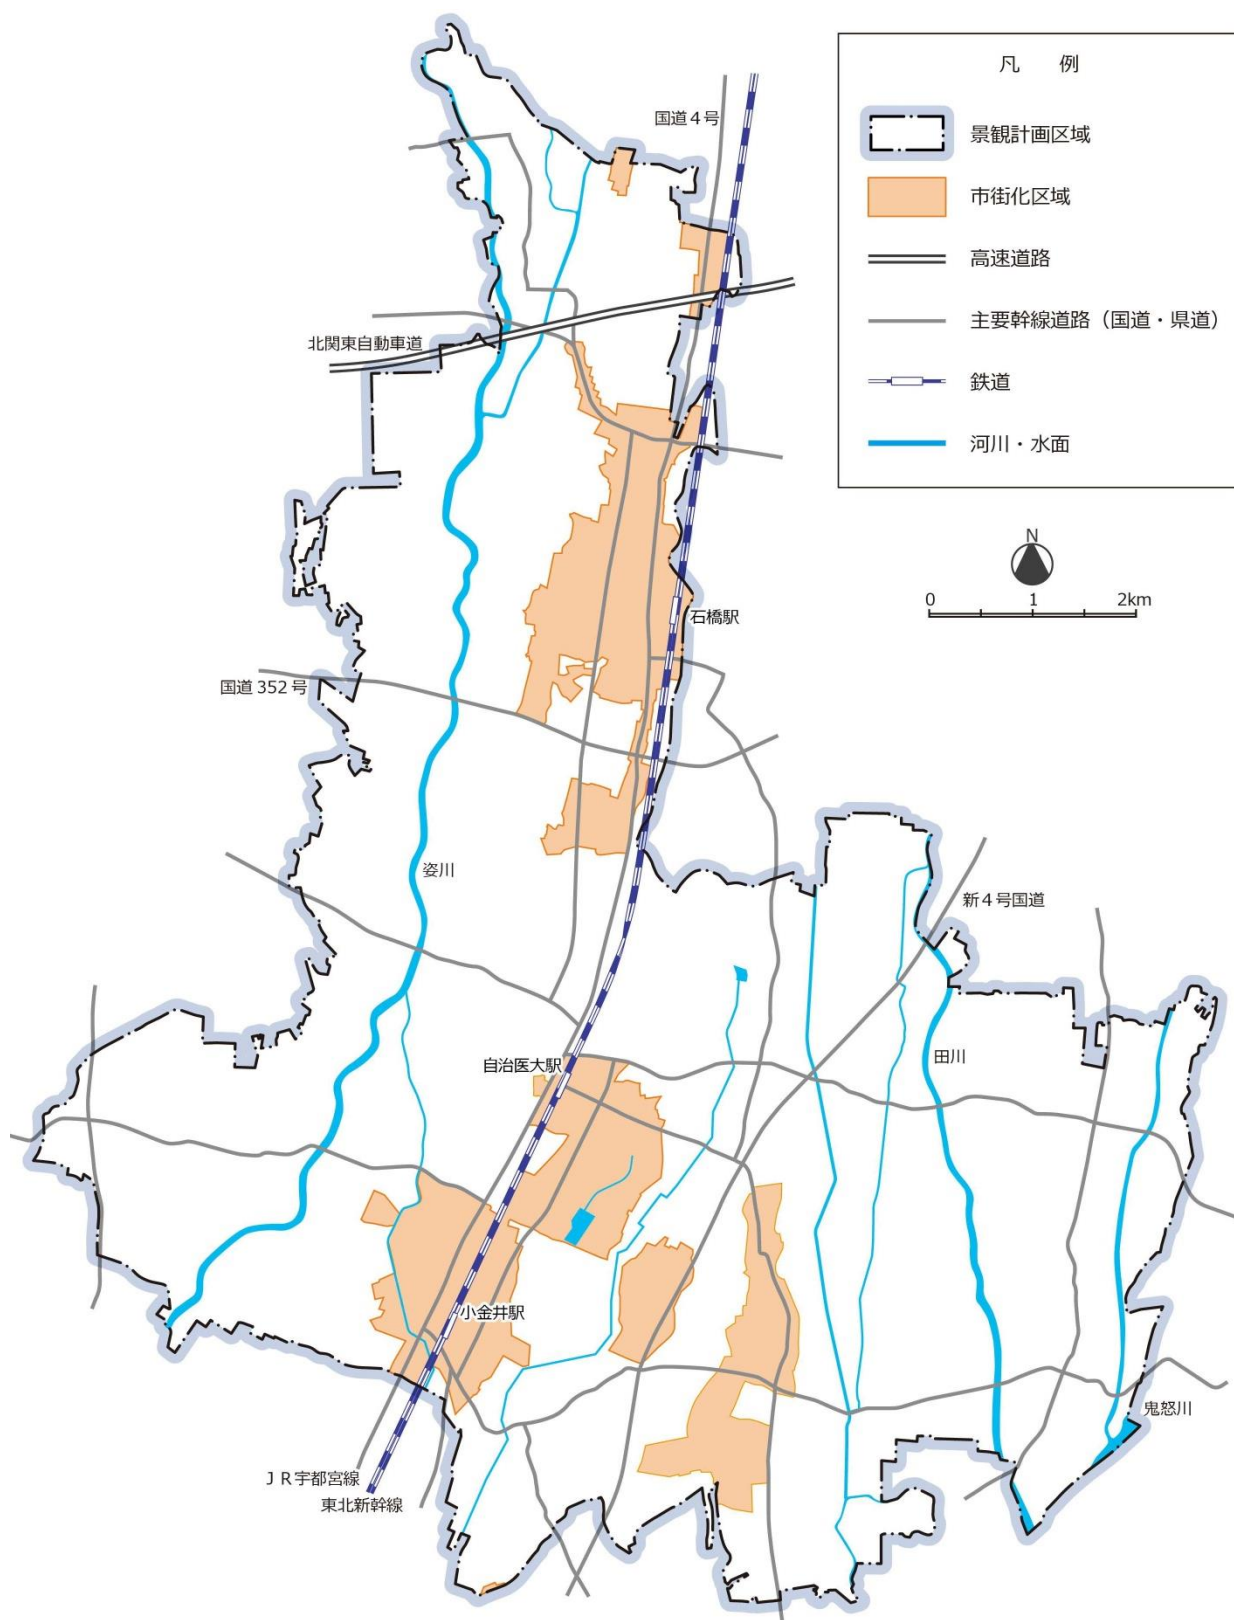 凡　例
景観計画区域
市街化区域
高速道路
主要幹線道路（国道・県道）
鉄道
河川・水面
N
0 1 2km
国道４号
北関東自動車道
石橋駅
国道 352 号
姿川
新４号国道
田川
自治医大駅
小金井駅
鬼怒川
ＪＲ宇都宮線
東北新幹線